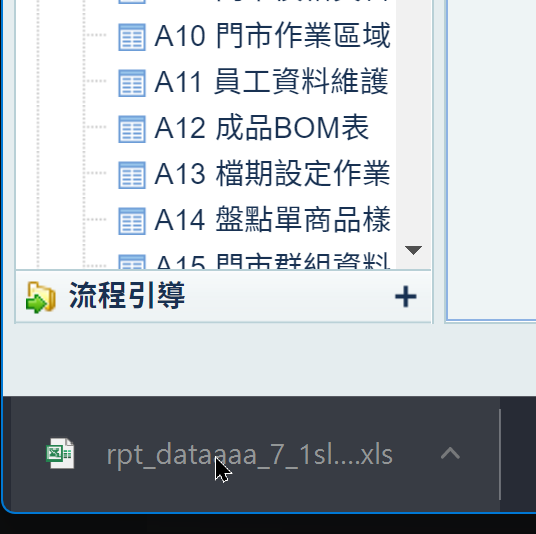 A10 門市作業區域
A11 員工資料維護
A12 成品BOM表
A13 檔期設定作業
A14 盤點單商品樣
A15 門市群組資料
流程引導
rpt_dataaaa_7_1sl....xls